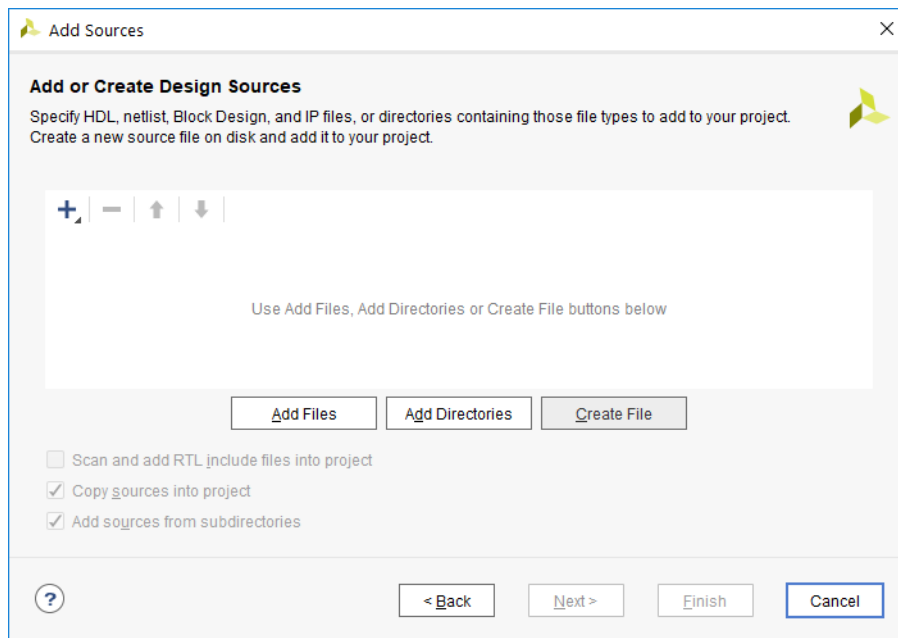 Add Sources
Add or Create Design Sources
Specify HDL, netlist, Block Design, and IP files, or directories containing those file types to add to your project.
Create a new source file on disk and add it to your project.
Use Add Files, Add Directories or Create File buttons below
Add Files
Add Directories
Create File
Scan and add RTL include files into project
Copy sources into project
Add sources from subdirectories
?
< Back
Next >
Finish
Cancel